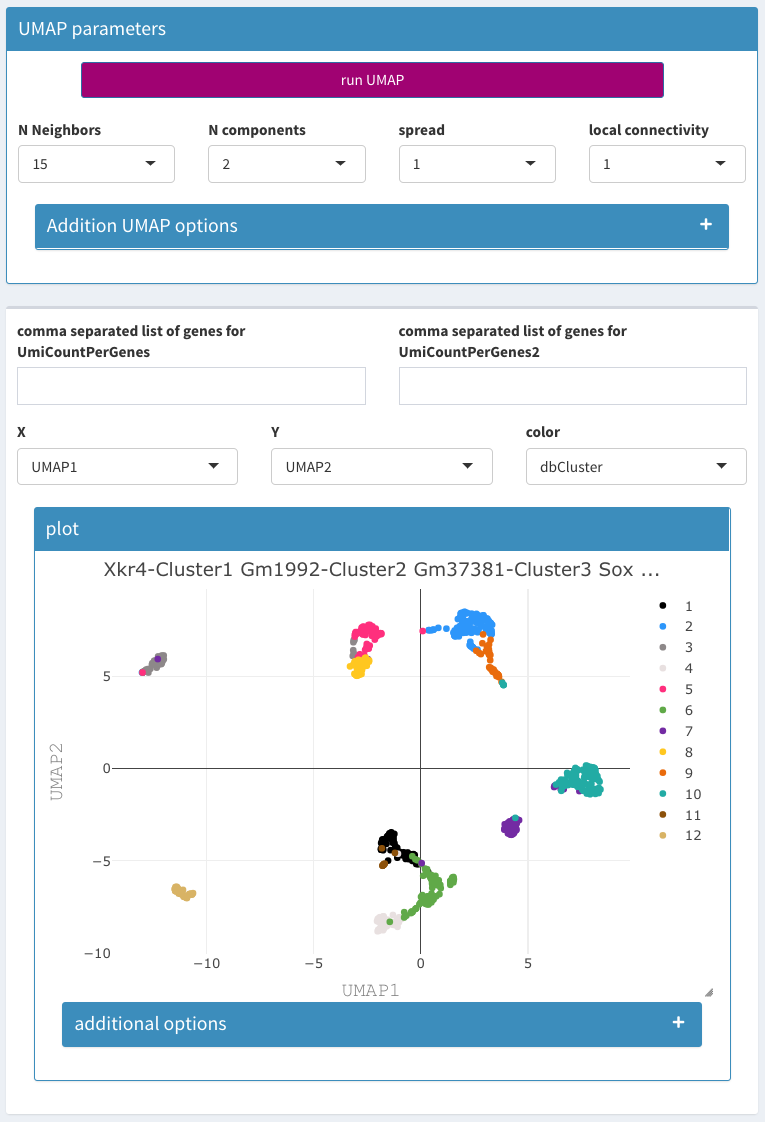 UMAP parameters
run UMAP
N Neighbors N components spread local connectivity
15 2 1 1
Addition UMAP options +
comma separated list of genes for UmiCountPerGenes
comma separated list of genes for UmiCountPerGenes2
X Y color
UMAP1 UMAP2 dbCluster
plot
Xkr4-Cluster1 Gm1992-Cluster2 Gm37381-Cluster3 Sox ...
1
2
3
4
5
6
7
8
9
10
11
12
5
0
−5
−10
UMAP2
−10 −5 0 5
UMAP1
additional options +